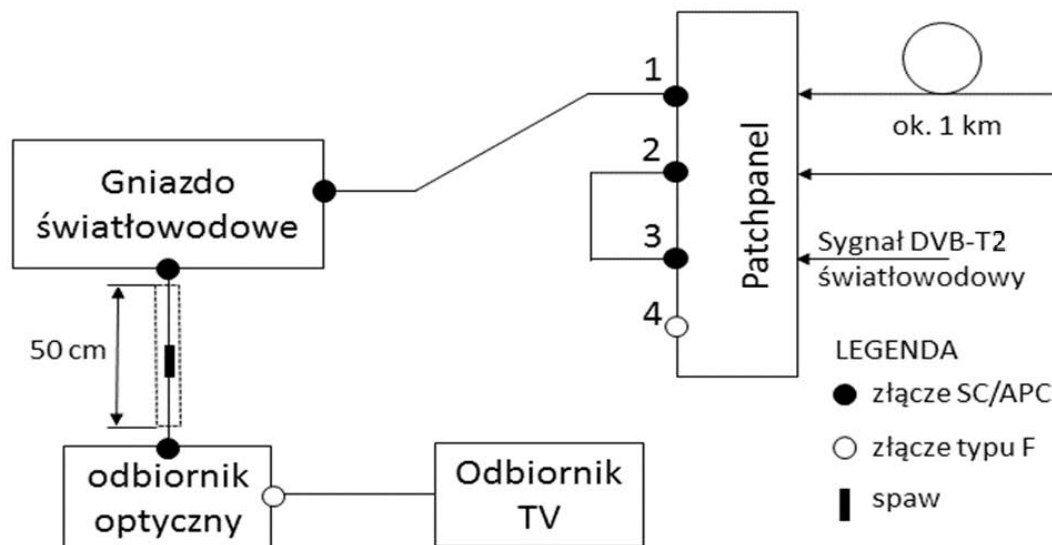 1
2
3
4
Patchpanel
ok. 1 km
Sygnał DVB-T2
światłowodowy
Gniazdo
światłowodowe
50 cm
odbiornik
optyczny
Odbiornik
TV
LEGENDA
złącze SC/APC
złącze typu F
spaw